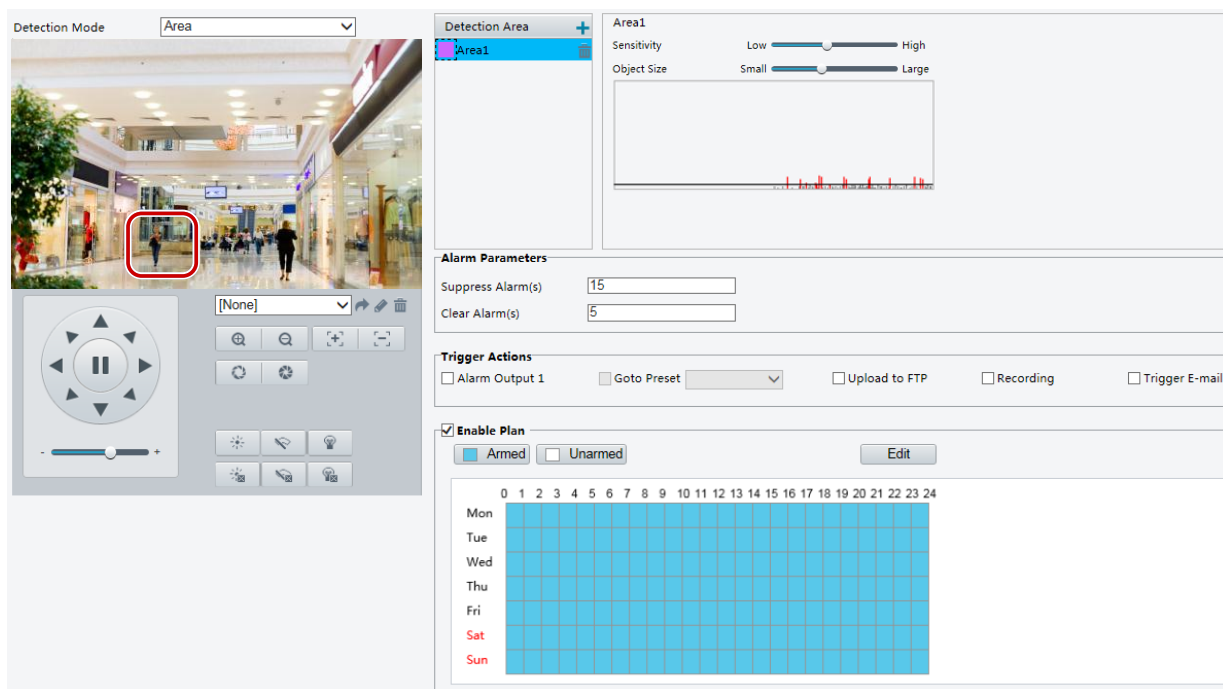 Detection Mode Area
Detection Area +
Area1
Area1
Sensitivity Low High
Object Size Small Large
Alarm Parameters
Suppress Alarm(s) 15
Clear Alarm(s) 5
[None]
- +
Trigger Actions
Alarm Output 1 Goto Preset Upload to FTP Recording Trigger E-mail
Enable Plan
Armed Unarmed Edit
0 1 2 3 4 5 6 7 8 9 10 11 12 13 14 15 16 17 18 19 20 21 22 23 24
Mon
Tue
Wed
Thu
Fri
Sat
Sun